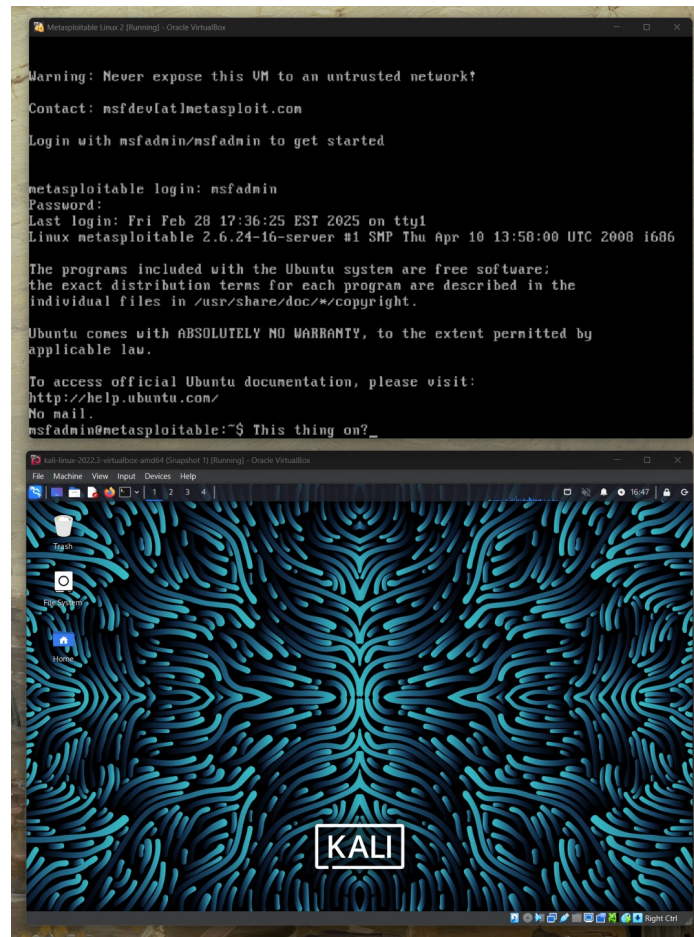 Metasploitable Linux 2 [Running] - Oracle VirtualBox
Warning: Never expose this VM to an untrusted network!
Contact: msfdev[at]metasploit.com
Login with msfadmin/msfadmin to get started
metasploitable login: msfadmin
Password:
Last login: Fri Feb 28 17:36:25 EST 2025 on tty1
Linux metasploitable 2.6.24-16-server #1 SMP Thu Apr 10 13:58:00 UTC 2008 i686
The programs included with the Ubuntu system are free software;
the exact distribution terms for each program are described in the
individual files in /usr/share/doc/*/copyright.
Ubuntu comes with ABSOLUTELY NO WARRANTY, to the extent permitted by
applicable law.
To access official Ubuntu documentation, please visit:
http://help.ubuntu.com/
No mail.
msfadmin@metasploitable:~$ This thing on?_
kali-linux-2022.3-virtualbox-amd64 (Snapshot 1) [Running] - Oracle VirtualBox
File Machine View Input Devices Help
1 2 3 4 16:47
Trash
File System
Home
KALI
Right Ctrl